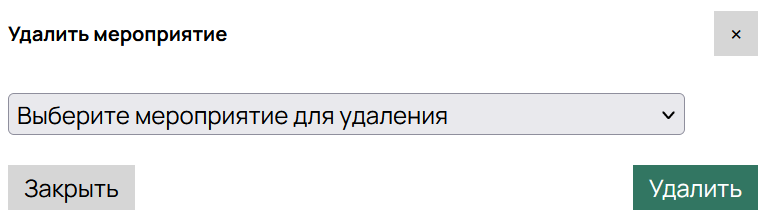 Удалить мероприятие
×
Выберите мероприятие для удаления
Закрыть
Удалить